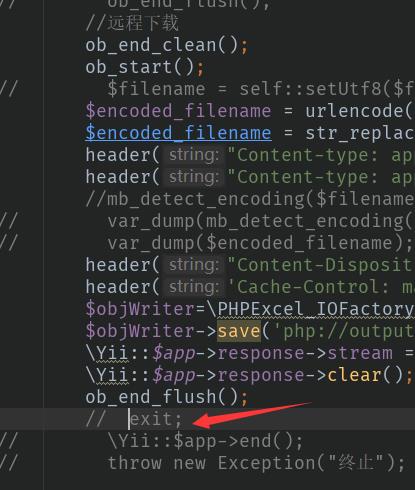 // ob_end_flush();
//远程下载
ob_end_clean();
ob_start();
// $filename = self::setUtf8($f
$encoded_filename = urlencode(
$encoded_filename = str_replac
header( string: "Content-type: ap
header( string: "Content-type: ap
//mb_detect_encoding($filename
// var_dump(mb_detect_encoding(
// var_dump($encoded_filename);
header( string: "Content-Disposit
header( string: 'Cache-Control: ma
$objWriter=\PHPExcel_IOFactory
$objWriter->save('php://output
\Yii::$app->response->stream =
\Yii::$app->response->clear();
ob_end_flush();
// exit;
// \Yii::$app->end();
// throw new Exception("终止");